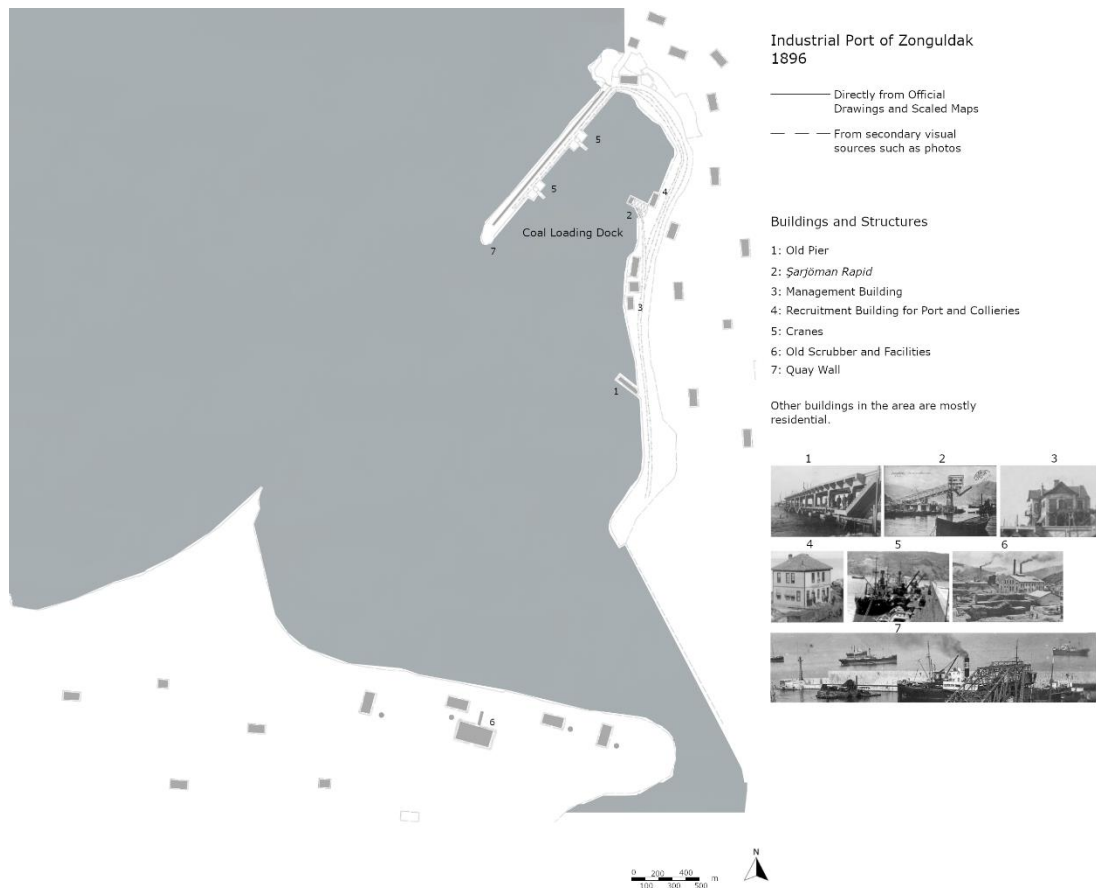 Industrial Port of Zonguldak
1896
Directly from Official
Drawings and Scaled Maps
From secondary visual
sources such as photos
Buildings and Structures
1: Old Pier
2: Şarjöman Rapid
3: Management Building
4: Recruitment Building for Port and Collieries
5: Cranes
6: Old Scrubber and Facilities
7: Quay Wall
Other buildings in the area are mostly
residential.
1 2 3
4 5 6
7
5
5
4
2
Coal Loading Dock
7
3
1
6
N
0 200 400 m
100 300 500